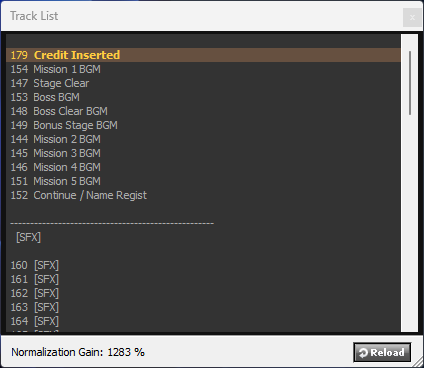 Track List
x
179 Credit Inserted
154 Mission 1 BGM
147 Stage Clear
153 Boss BGM
148 Boss Clear BGM
149 Bonus Stage BGM
144 Mission 2 BGM
145 Mission 3 BGM
146 Mission 4 BGM
151 Mission 5 BGM
152 Continue / Name Regist
----------------------------------------------------
[SFX]
160 [SFX]
161 [SFX]
162 [SFX]
163 [SFX]
164 [SFX]
Normalization Gain: 1283 %
Reload